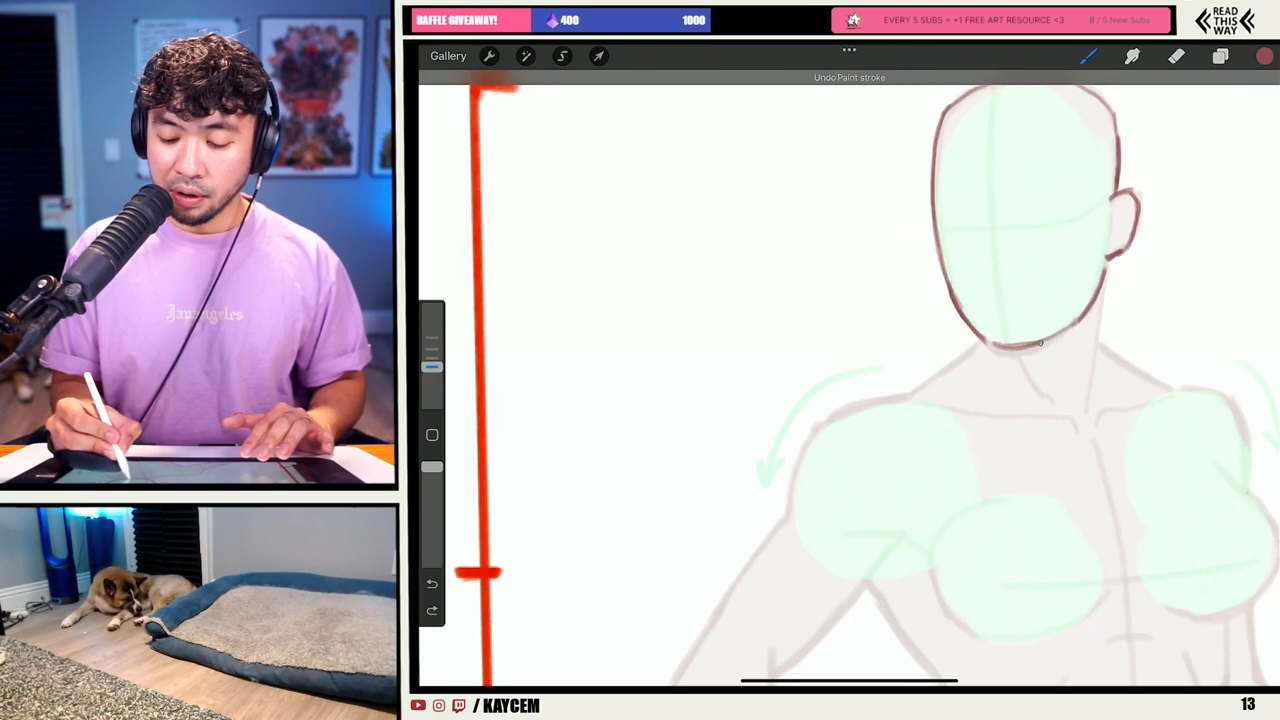 RAFFLE GIVEAWAY!
400
1000
EVERY 5 SUBS = +1 FREE ART RESOURCE <3
8 / 5 New Subs
READ
THIS
WAY
Gallery
Undo Paint stroke
Japangeles
/ KAYCEM
13